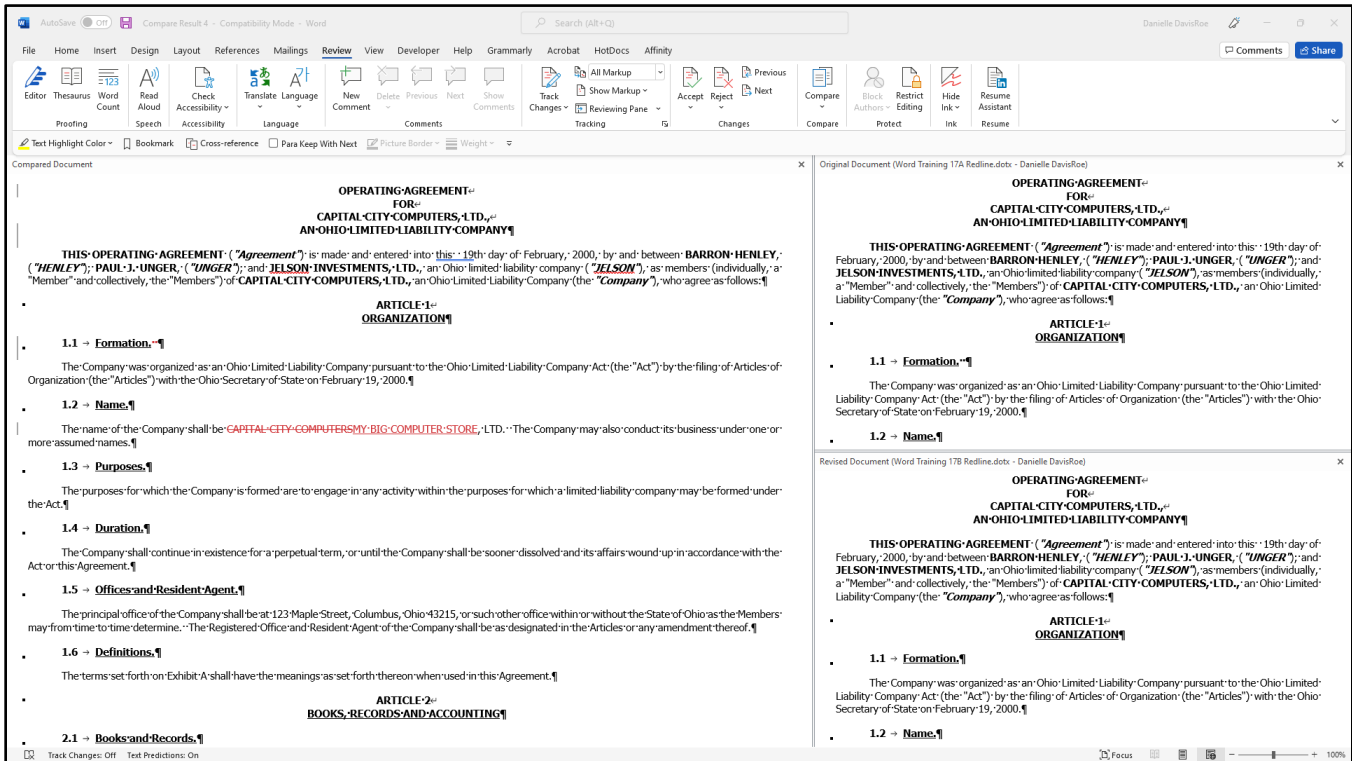 AutoSave Off Compare Result 4 - Compatibility Mode - Word Search (Alt+Q) Danielle DavisRoe
File Home Insert Design Layout References Mailings Review View Developer Help Grammarly Acrobat HotDocs Affinity Comments Share
Editor Thesaurus Word Count Read Aloud Check Accessibility Translate Language New Comment Delete Previous Next Show Comments Track Changes All Markup Show Markup Reviewing Pane Accept Reject Previous Next Compare Block Authors Restrict Editing Hide Ink Resume Assistant
Proofing Speech Accessibility Language Comments Tracking Changes Compare Protect Ink Resume
Text Highlight Color Bookmark Cross-reference Para Keep With Next Picture Border Weight
Compared Document
OPERATING AGREEMENT
FOR
CAPITAL CITY COMPUTERS, LTD.,
AN OHIO LIMITED LIABILITY COMPANY
THIS OPERATING AGREEMENT ("Agreement") is made and entered into this 19th day of February, 2000, by and between BARRON HENLEY,
("HENLEY"); PAUL J. UNGER, ("UNGER"); and JELSON INVESTMENTS, LTD., an Ohio limited liability company ("JELSON"), as members (individually, a
"Member" and collectively, the "Members") of CAPITAL CITY COMPUTERS, LTD., an Ohio Limited Liability Company (the "Company"), who agree as follows:
ARTICLE 1
ORGANIZATION
1.1 Formation.
The Company was organized as an Ohio Limited Liability Company pursuant to the Ohio Limited Liability Company Act (the "Act") by the filing of Articles of
Organization (the "Articles") with the Ohio Secretary of State on February 19, 2000.
1.2 Name.
The name of the Company shall be CAPITAL CITY COMPUTERSMY BIG COMPUTER STORE, LTD. The Company may also conduct its business under one or
more assumed names.
1.3 Purposes.
The purposes for which the Company is formed are to engage in any activity within the purposes for which a limited liability company may be formed under
the Act.
1.4 Duration.
The Company shall continue in existence for a perpetual term, or until the Company shall be sooner dissolved and its affairs wound up in accordance with the
Act or this Agreement.
1.5 Offices and Resident Agent.
The principal office of the Company shall be at 123 Maple Street, Columbus, Ohio 43215, or such other office within or without the State of Ohio as the Members
may from time to time determine. The Registered Office and Resident Agent of the Company shall be as designated in the Articles or any amendment thereof.
1.6 Definitions.
The terms set forth on Exhibit A shall have the meanings as set forth thereon when used in this Agreement.
ARTICLE 2
BOOKS, RECORDS AND ACCOUNTING
2.1 Books and Records.
Original Document (Word Training 17A Redline.dotx - Danielle DavisRoe)
OPERATING AGREEMENT
FOR
CAPITAL CITY COMPUTERS, LTD.,
AN OHIO LIMITED LIABILITY COMPANY
THIS OPERATING AGREEMENT ("Agreement") is made and entered into this 19th day of
February, 2000, by and between BARRON HENLEY, ("HENLEY"); PAUL J. UNGER, ("UNGER"); and
JELSON INVESTMENTS, LTD., an Ohio limited liability company ("JELSON"), as members (individually,
a "Member" and collectively, the "Members") of CAPITAL CITY COMPUTERS, LTD., an Ohio Limited
Liability Company (the "Company"), who agree as follows:
ARTICLE 1
ORGANIZATION
1.1 Formation.
The Company was organized as an Ohio Limited Liability Company pursuant to the Ohio Limited
Liability Company Act (the "Act") by the filing of Articles of Organization (the "Articles") with the Ohio
Secretary of State on February 19, 2000.
1.2 Name.
Revised Document (Word Training 17B Redline.dotx - Danielle DavisRoe)
OPERATING AGREEMENT
FOR
CAPITAL CITY COMPUTERS, LTD.,
AN OHIO LIMITED LIABILITY COMPANY
THIS OPERATING AGREEMENT ("Agreement") is made and entered into this 19th day of
February, 2000, by and between BARRON HENLEY, ("HENLEY"); PAUL J. UNGER, ("UNGER"); and
JELSON INVESTMENTS, LTD., an Ohio limited liability company ("JELSON"), as members (individually,
a "Member" and collectively, the "Members") of CAPITAL CITY COMPUTERS, LTD., an Ohio Limited
Liability Company (the "Company"), who agree as follows:
ARTICLE 1
ORGANIZATION
1.1 Formation.
The Company was organized as an Ohio Limited Liability Company pursuant to the Ohio Limited
Liability Company Act (the "Act") by the filing of Articles of Organization (the "Articles") with the Ohio
Secretary of State on February 19, 2000.
1.2 Name.
Track Changes: Off Text Predictions: On Focus 100%